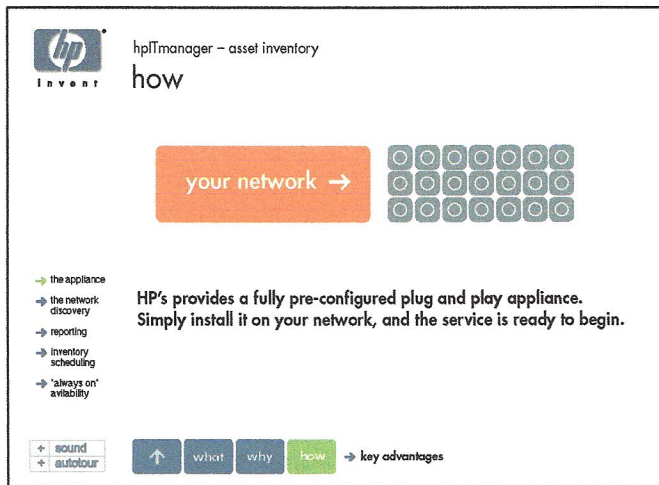 hp
invent
hpITmanager – asset inventory
how
your network →
→ the appliance
→ the network
discovery
→ reporting
→ inventory
scheduling
→ "always on"
avilability
HP's provides a fully pre-configured plug and play appliance.
Simply install it on your network, and the service is ready to begin.
+ sound
+ autotour
↑ what why how → key advantages